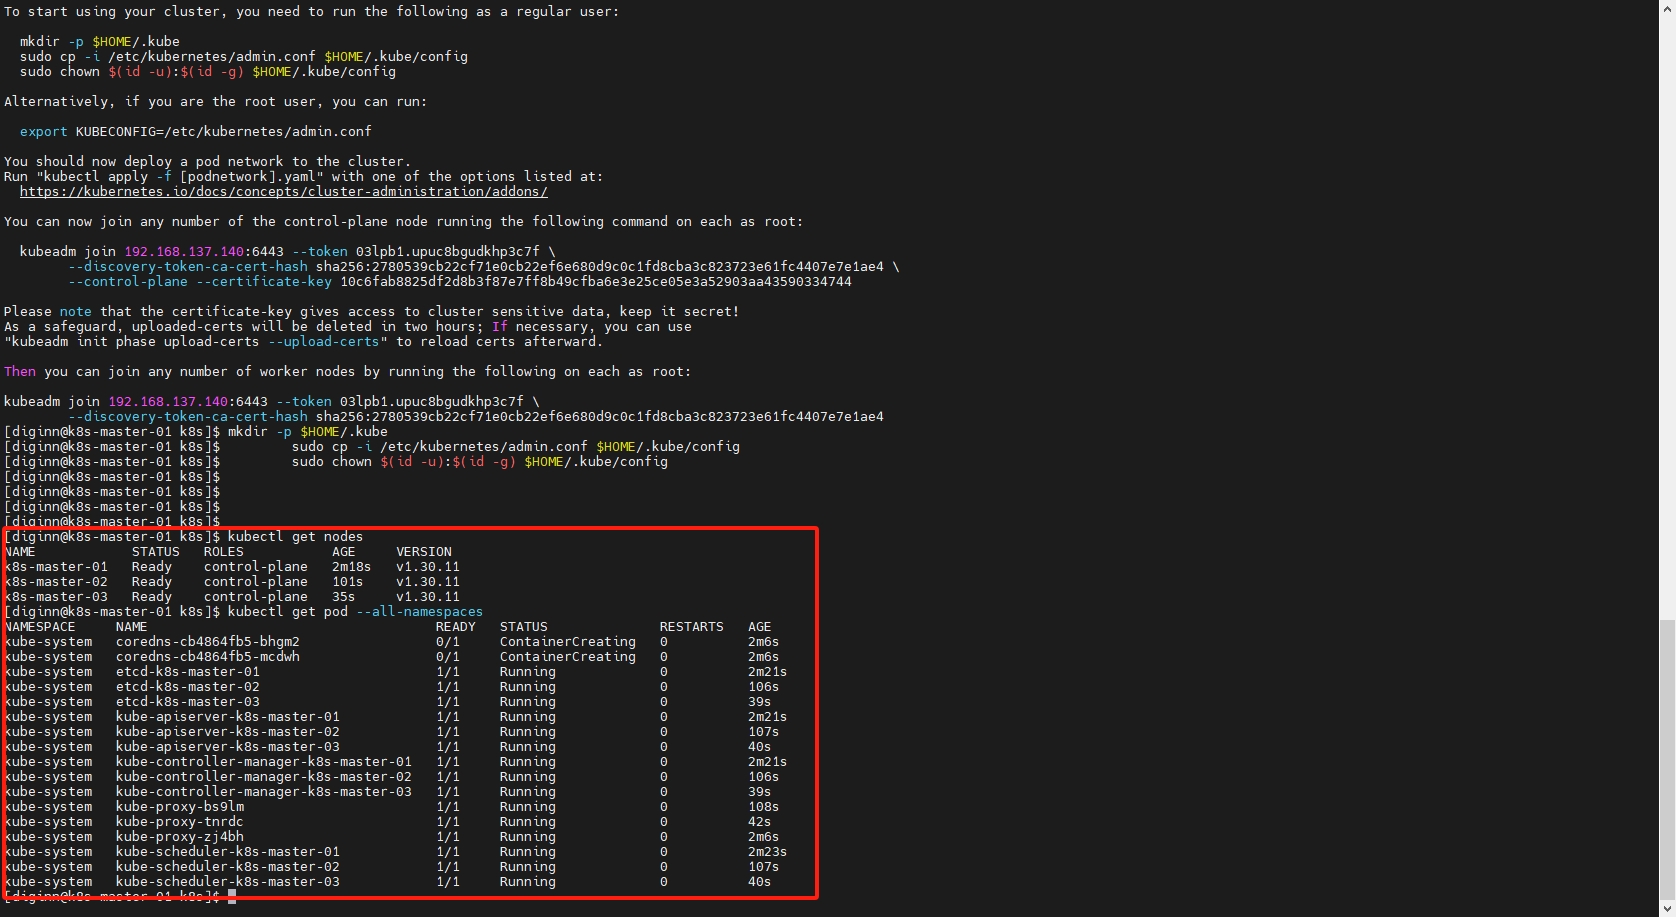 To start using your cluster, you need to run the following as a regular user:
mkdir -p $HOME/.kube
sudo cp -i /etc/kubernetes/admin.conf $HOME/.kube/config
sudo chown $(id -u):$(id -g) $HOME/.kube/config
Alternatively, if you are the root user, you can run:
export KUBECONFIG=/etc/kubernetes/admin.conf
You should now deploy a pod network to the cluster.
Run "kubectl apply -f [podnetwork].yaml" with one of the options listed at:
https://kubernetes.io/docs/concepts/cluster-administration/addons/
You can now join any number of the control-plane node running the following command on each as root:
kubeadm join 192.168.137.140:6443 --token 03lpb1.upuc8bgudkhp3c7f \
--discovery-token-ca-cert-hash sha256:2780539cb22cf71e0cb22ef6e680d9c0c1fd8cba3c823723e61fc4407e7e1ae4 \
--control-plane --certificate-key 10c6fab8825df2d8b3f87e7ff8b49cfba6e3e25ce05e3a52903aa43590334744
Please note that the certificate-key gives access to cluster sensitive data, keep it secret!
As a safeguard, uploaded-certs will be deleted in two hours; If necessary, you can use
"kubeadm init phase upload-certs --upload-certs" to reload certs afterward.
Then you can join any number of worker nodes by running the following on each as root:
kubeadm join 192.168.137.140:6443 --token 03lpb1.upuc8bgudkhp3c7f \
--discovery-token-ca-cert-hash sha256:2780539cb22cf71e0cb22ef6e680d9c0c1fd8cba3c823723e61fc4407e7e1ae4
[diginn@k8s-master-01 k8s]$ mkdir -p $HOME/.kube
[diginn@k8s-master-01 k8s]$ sudo cp -i /etc/kubernetes/admin.conf $HOME/.kube/config
[diginn@k8s-master-01 k8s]$ sudo chown $(id -u):$(id -g) $HOME/.kube/config
[diginn@k8s-master-01 k8s]$
[diginn@k8s-master-01 k8s]$
[diginn@k8s-master-01 k8s]$
[diginn@k8s-master-01 k8s]$
[diginn@k8s-master-01 k8s]$ kubectl get nodes
NAME STATUS ROLES AGE VERSION
k8s-master-01 Ready control-plane 2m18s v1.30.11
k8s-master-02 Ready control-plane 101s v1.30.11
k8s-master-03 Ready control-plane 35s v1.30.11
[diginn@k8s-master-01 k8s]$ kubectl get pod --all-namespaces
NAMESPACE NAME READY STATUS RESTARTS AGE
kube-system coredns-cb4864fb5-bhgm2 0/1 ContainerCreating 0 2m6s
kube-system coredns-cb4864fb5-mcdwh 0/1 ContainerCreating 0 2m6s
kube-system etcd-k8s-master-01 1/1 Running 0 2m21s
kube-system etcd-k8s-master-02 1/1 Running 0 106s
kube-system etcd-k8s-master-03 1/1 Running 0 39s
kube-system kube-apiserver-k8s-master-01 1/1 Running 0 2m21s
kube-system kube-apiserver-k8s-master-02 1/1 Running 0 107s
kube-system kube-apiserver-k8s-master-03 1/1 Running 0 40s
kube-system kube-controller-manager-k8s-master-01 1/1 Running 0 2m21s
kube-system kube-controller-manager-k8s-master-02 1/1 Running 0 106s
kube-system kube-controller-manager-k8s-master-03 1/1 Running 0 39s
kube-system kube-proxy-bs9lm 1/1 Running 0 108s
kube-system kube-proxy-tnrdc 1/1 Running 0 42s
kube-system kube-proxy-zj4bh 1/1 Running 0 2m6s
kube-system kube-scheduler-k8s-master-01 1/1 Running 0 2m23s
kube-system kube-scheduler-k8s-master-02 1/1 Running 0 107s
kube-system kube-scheduler-k8s-master-03 1/1 Running 0 40s
[diginn@k8s-master-01 k8s]$